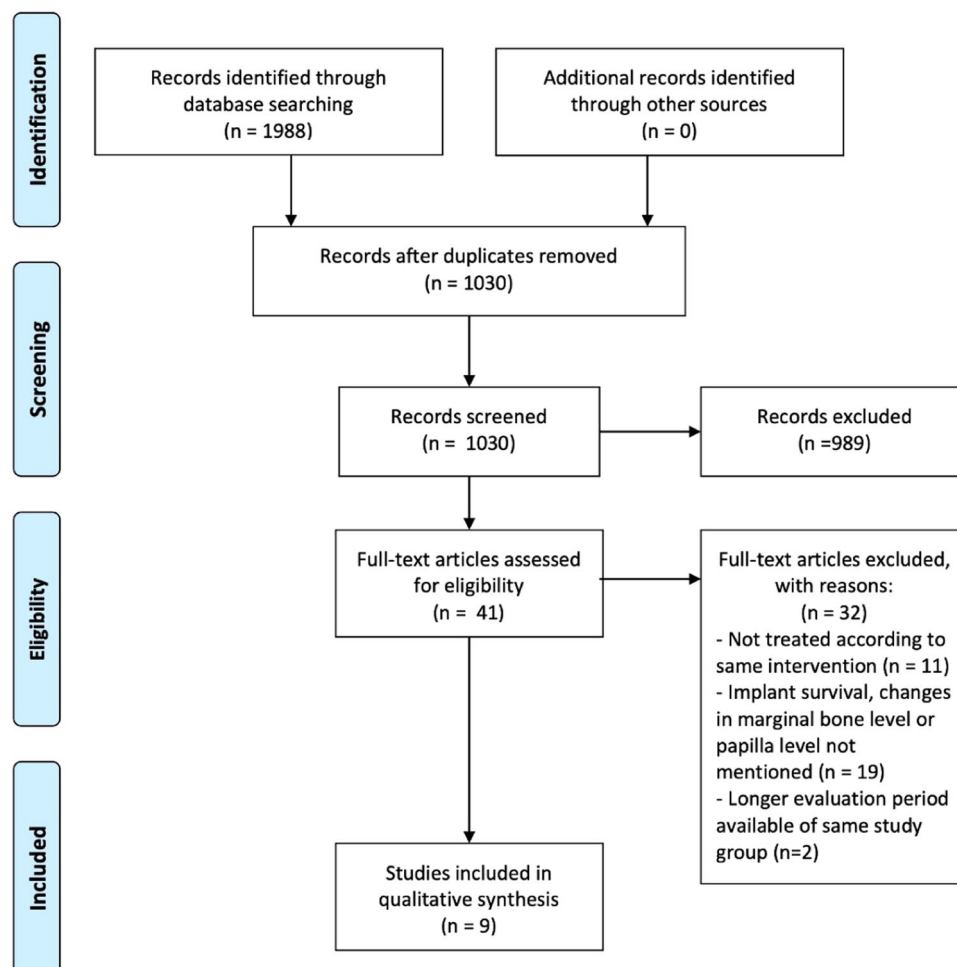 Identification
Records identified through
database searching
(n = 1988)
Additional records identified
through other sources
(n = 0)
Records after duplicates removed
(n = 1030)
Screening
Records screened
(n = 1030)
Records excluded
(n =989)
Eligibility
Full-text articles assessed
for eligibility
(n = 41)
Full-text articles excluded,
with reasons:
(n = 32)
- Not treated according to
same intervention (n = 11)
- Implant survival, changes
in marginal bone level or
papilla level not
mentioned (n = 19)
- Longer evaluation period
available of same study
group (n=2)
Included
Studies included in
qualitative synthesis
(n = 9)